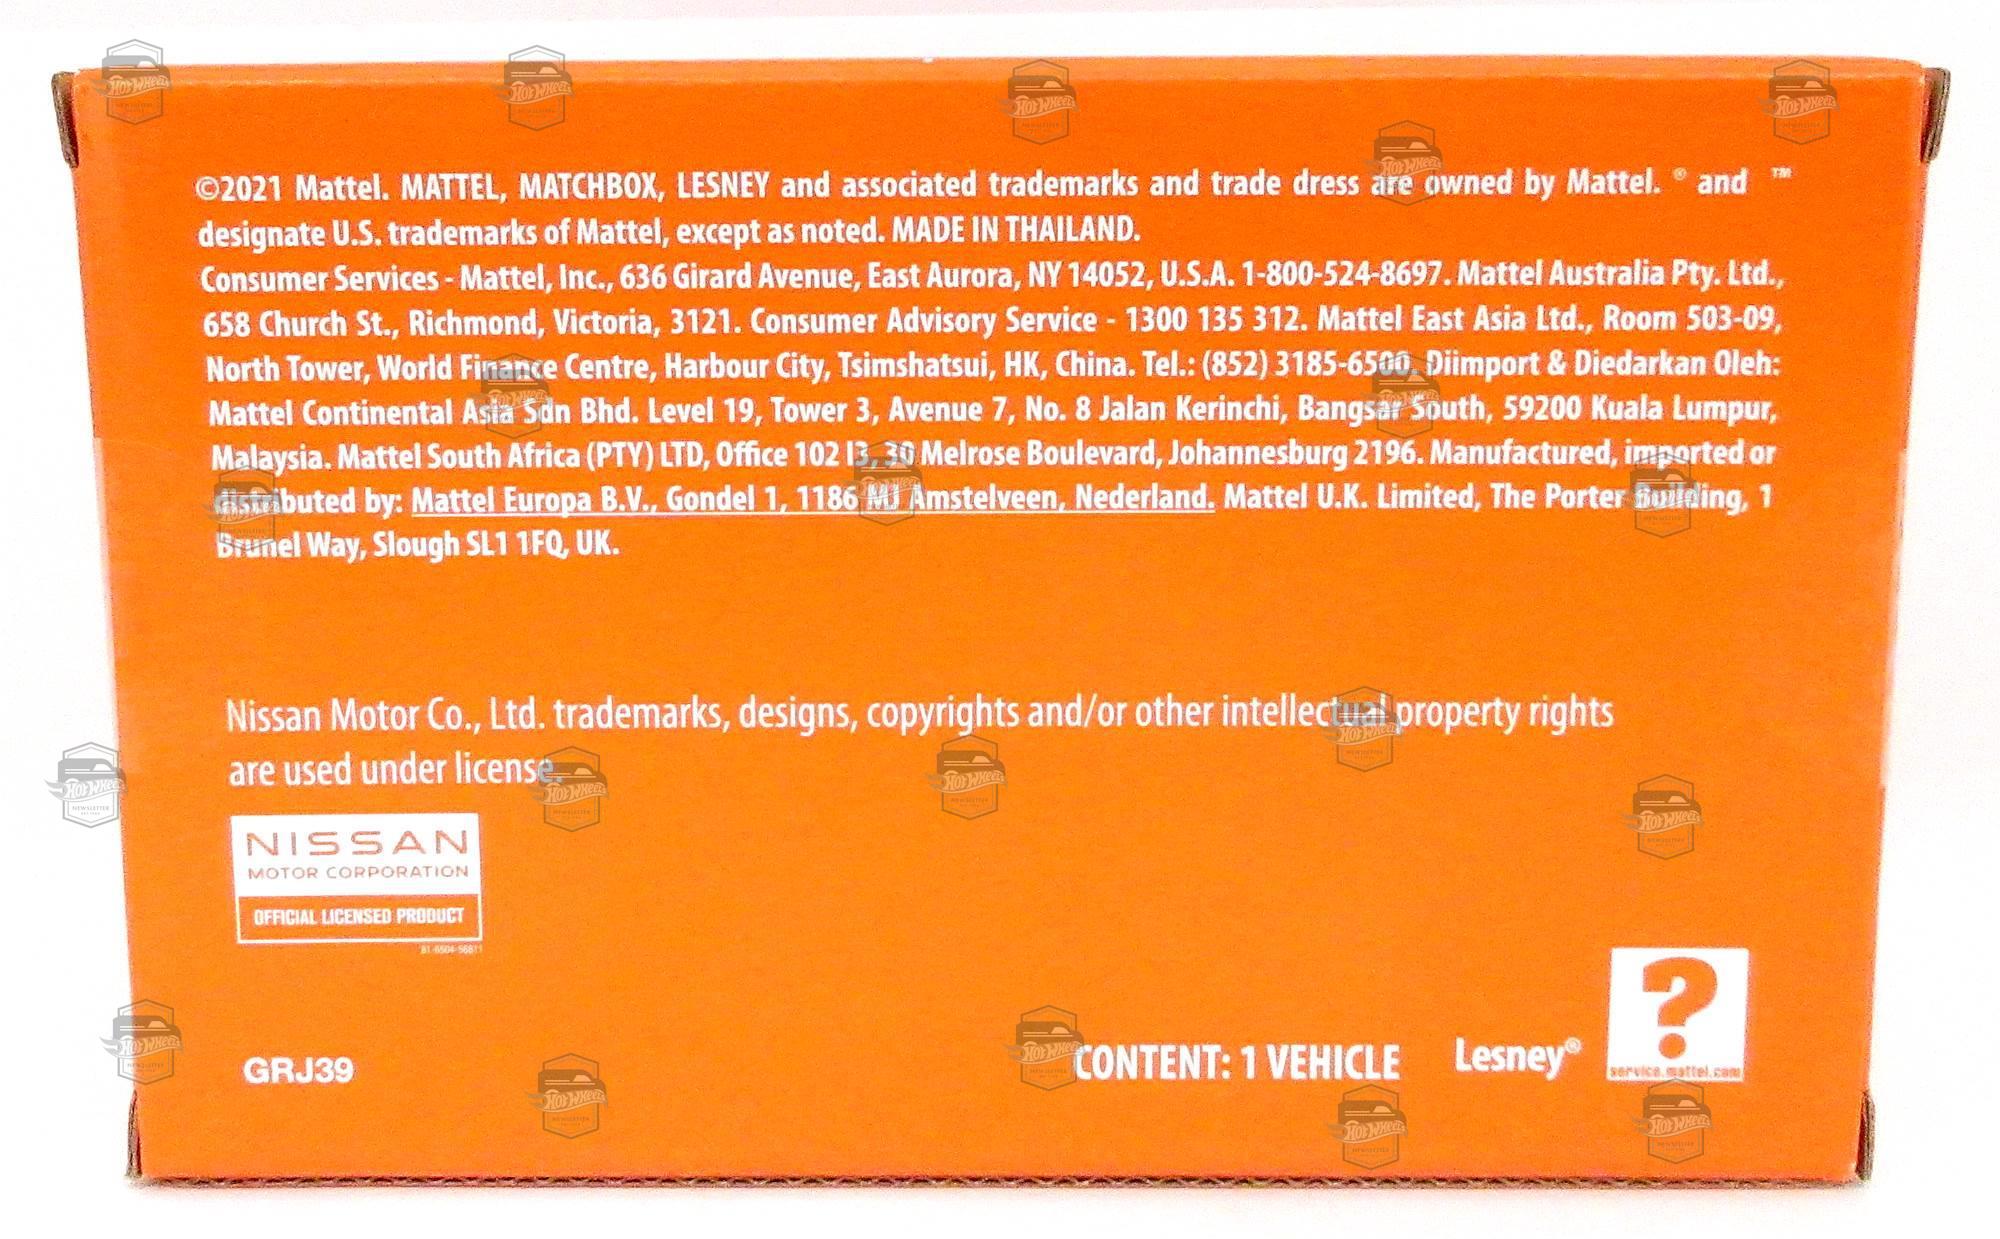 ©2021 Mattel. MATTEL, MATCHBOX, LESNEY and associated trademarks and trade dress are owned by Mattel. ® and ™
designate U.S. trademarks of Mattel, except as noted. MADE IN THAILAND.
Consumer Services - Mattel, Inc., 636 Girard Avenue, East Aurora, NY 14052, U.S.A. 1-800-524-8697. Mattel Australia Pty. Ltd.,
658 Church St., Richmond, Victoria, 3121. Consumer Advisory Service - 1300 135 312. Mattel East Asia Ltd., Room 503-09,
North Tower, World Finance Centre, Harbour City, Tsimshatsui, HK, China. Tel.: (852) 3185-6500. Diimport & Diedarkan Oleh:
Mattel Continental Asia Sdn Bhd. Level 19, Tower 3, Avenue 7, No. 8 Jalan Kerinchi, Bangsar South, 59200 Kuala Lumpur,
Malaysia. Mattel South Africa (PTY) LTD, Office 102 I3, 30 Melrose Boulevard, Johannesburg 2196. Manufactured, imported or
distributed by: Mattel Europa B.V., Gondel 1, 1186 MJ Amstelveen, Nederland. Mattel U.K. Limited, The Porter Building, 1
Brunel Way, Slough SL1 1FQ, UK.
Nissan Motor Co., Ltd. trademarks, designs, copyrights and/or other intellectual property rights
are used under license.
NISSAN
MOTOR CORPORATION
OFFICIAL LICENSED PRODUCT
GRJ39
CONTENT: 1 VEHICLE
Lesney®
?
service.mattel.com
HOT WHEELS
NEWSLETTER